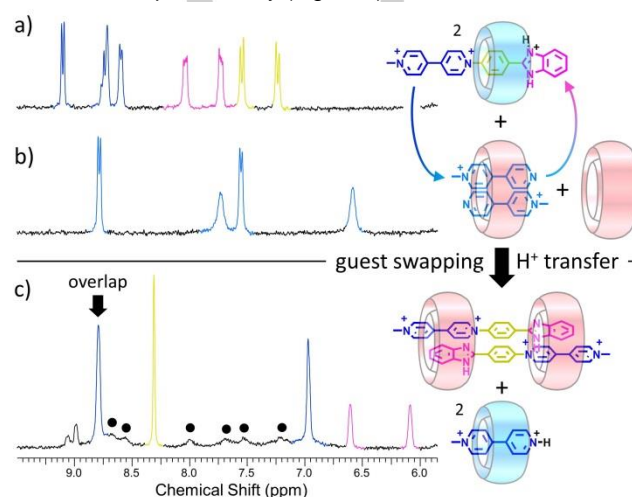 a)
2
H
+
+
+
N
N
N
N
H
+
b)
+
N
N
N
N
+
+
guest swapping
H⁺ transfer
c)
overlap
+
+
N
N
N
N
H
N
N
H
N
N
+
+
+
2
+
N
N-H
+
9.0 8.5 8.0 7.5 7.0 6.5 6.0
Chemical Shift (ppm)